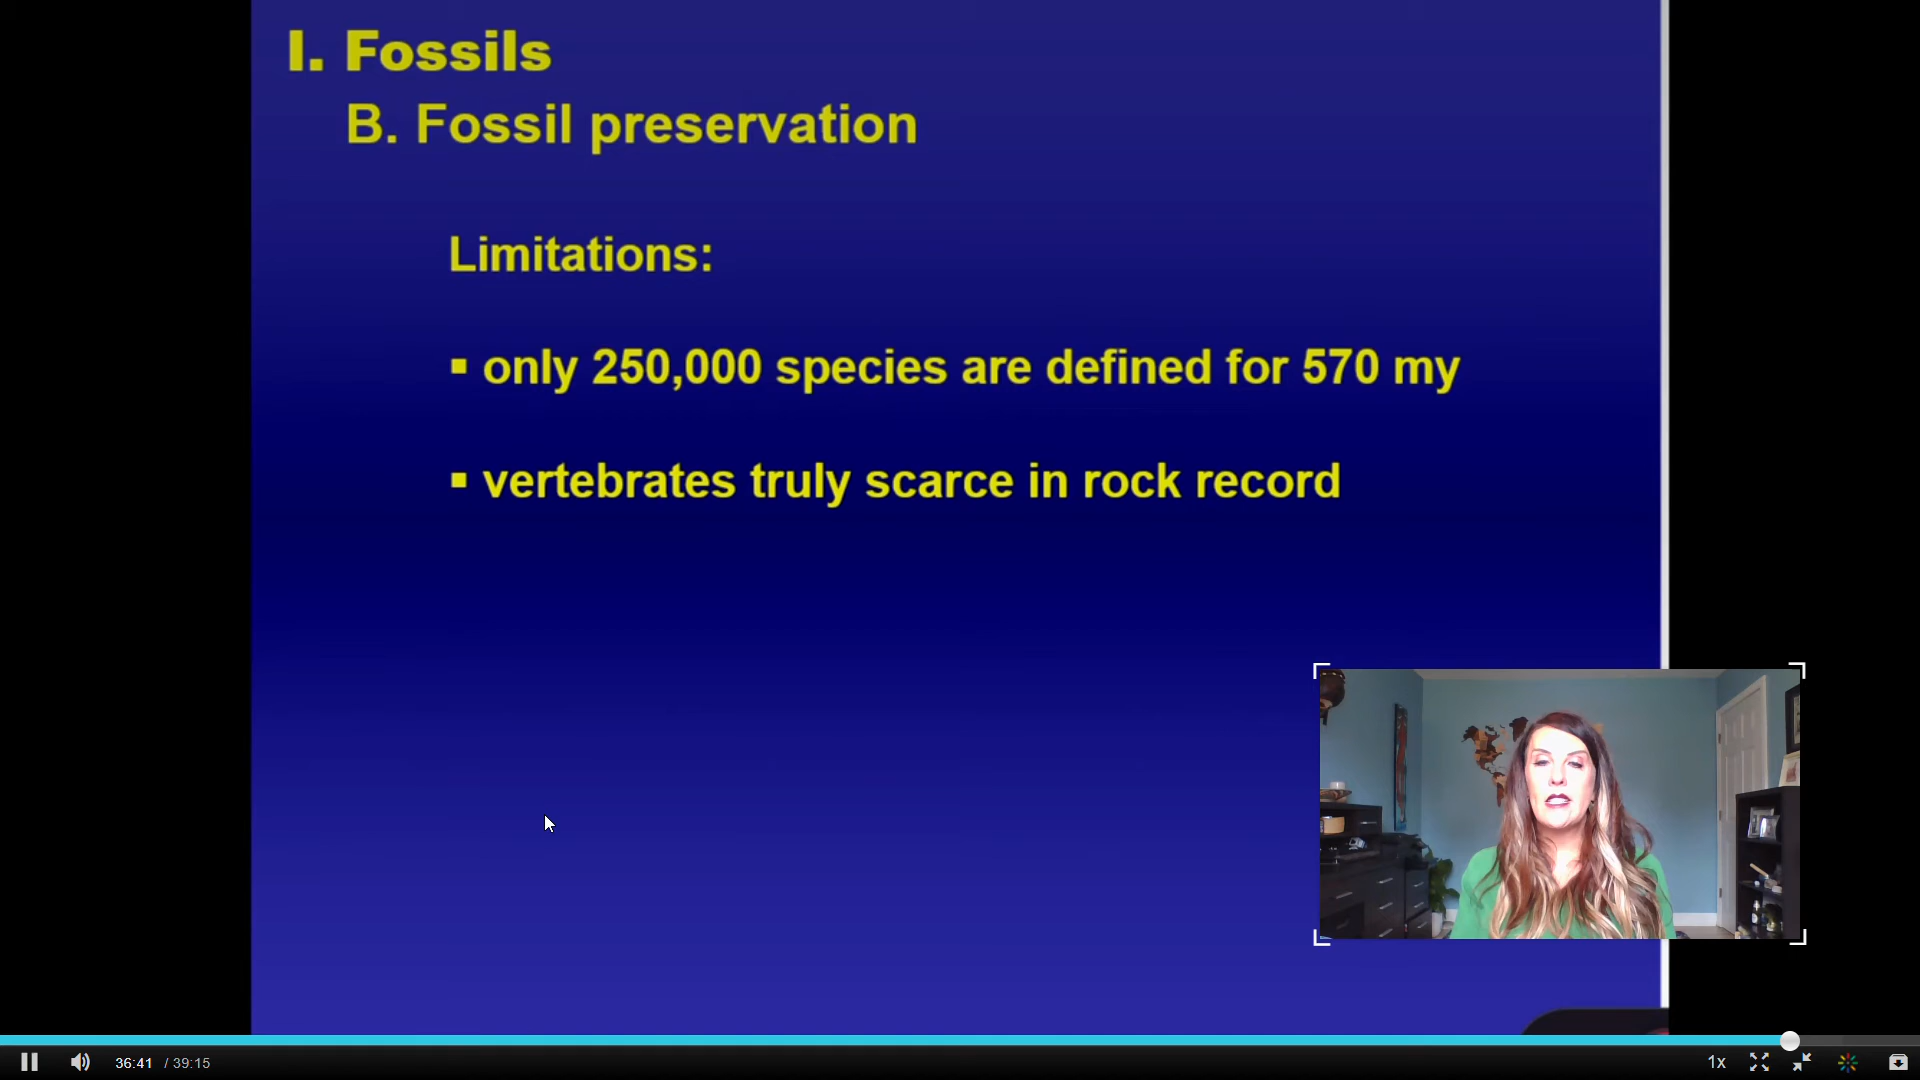 I. Fossils
B. Fossil preservation
Limitations:
▪ only 250,000 species are defined for 570 my
▪ vertebrates truly scarce in rock record
36:41 / 39:15
1x